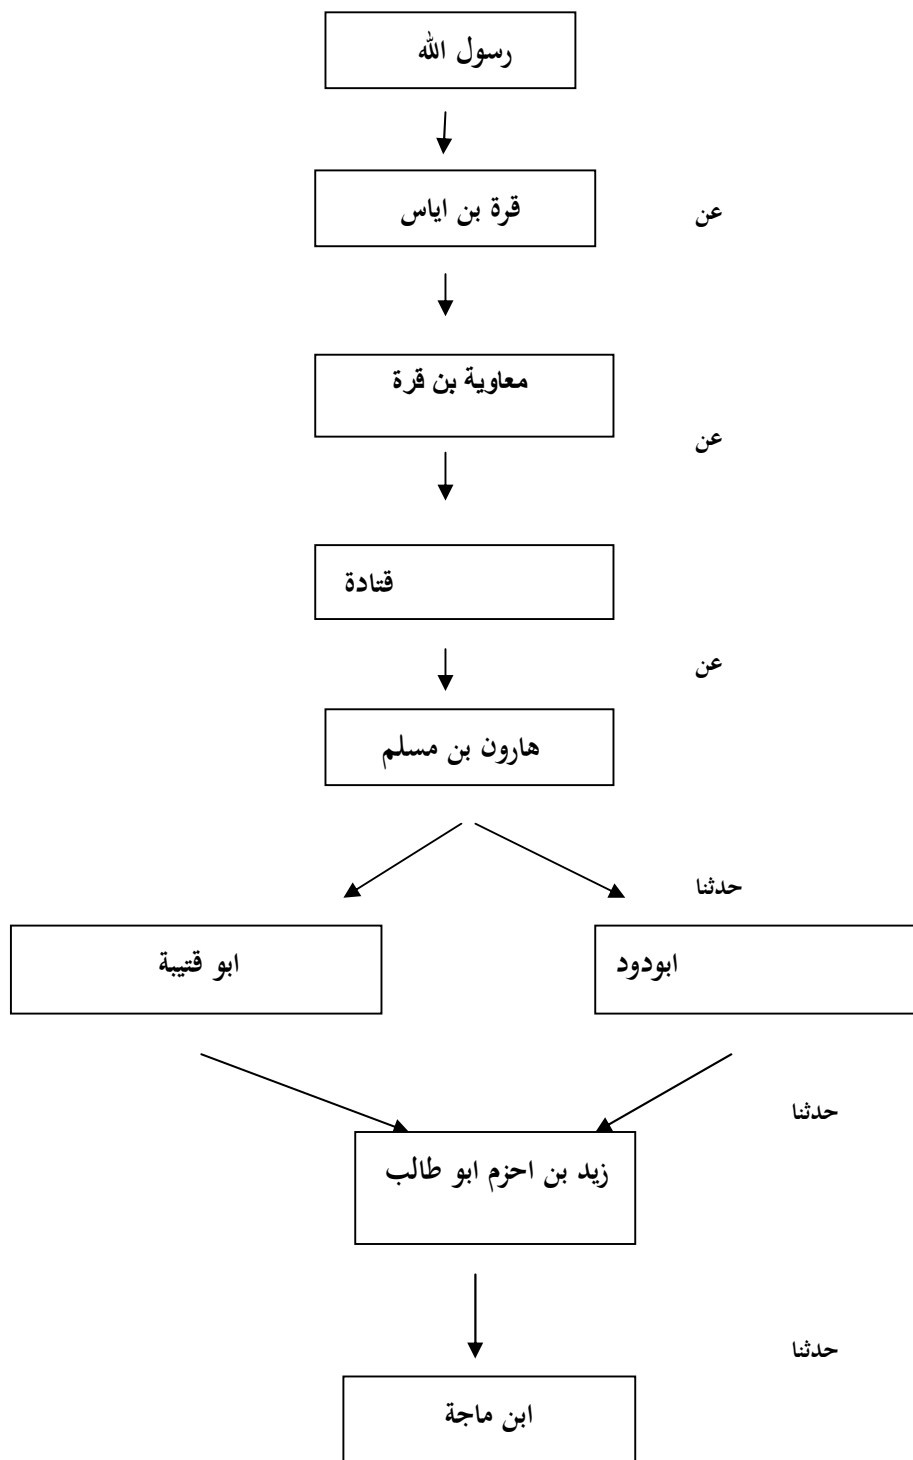 رسول الله
قرة بن اياس
عن
معاوية بن قرة
عن
قتادة
عن
هارون بن مسلم
حدثنا
ابودود
ابو قتيبة
حدثنا
زيد بن احزم ابو طالب
حدثنا
ابن ماجة